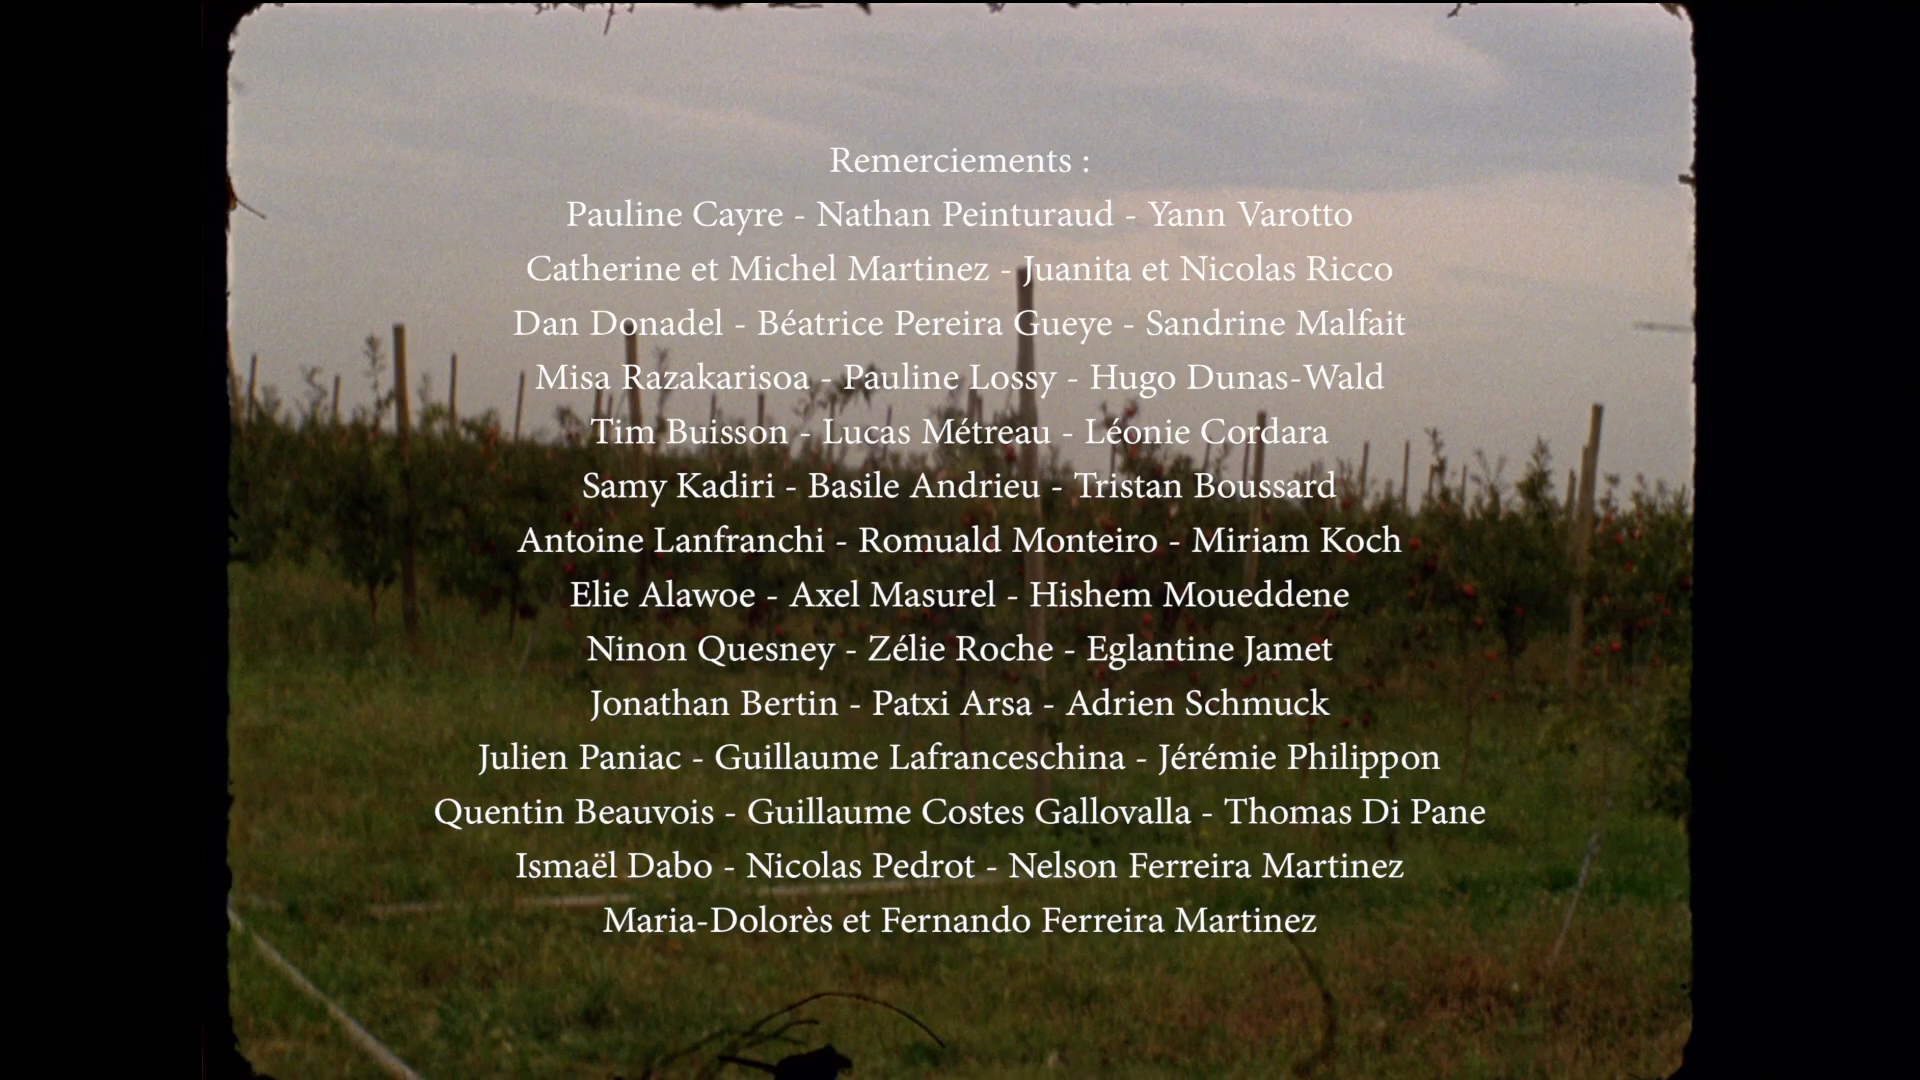 Remerciements :
Pauline Cayre - Nathan Peinturaud - Yann Varotto
Catherine et Michel Martinez - Juanita et Nicolas Ricco
Dan Donadel - Béatrice Pereira Gueye - Sandrine Malfait
Misa Razakarisoa - Pauline Lossy - Hugo Dunas-Wald
Tim Buisson - Lucas Métreau - Léonie Cordara
Samy Kadiri - Basile Andrieu - Tristan Boussard
Antoine Lanfranchi - Romuald Monteiro - Miriam Koch
Elie Alawoe - Axel Masurel - Hishem Moueddene
Ninon Quesney - Zélie Roche - Eglantine Jamet
Jonathan Bertin - Patxi Arsa - Adrien Schmuck
Julien Paniac - Guillaume Lafranceschina - Jérémie Philippon
Quentin Beauvois - Guillaume Costes Gallovalla - Thomas Di Pane
Ismaël Dabo - Nicolas Pedrot - Nelson Ferreira Martinez
Maria-Dolorès et Fernando Ferreira Martinez